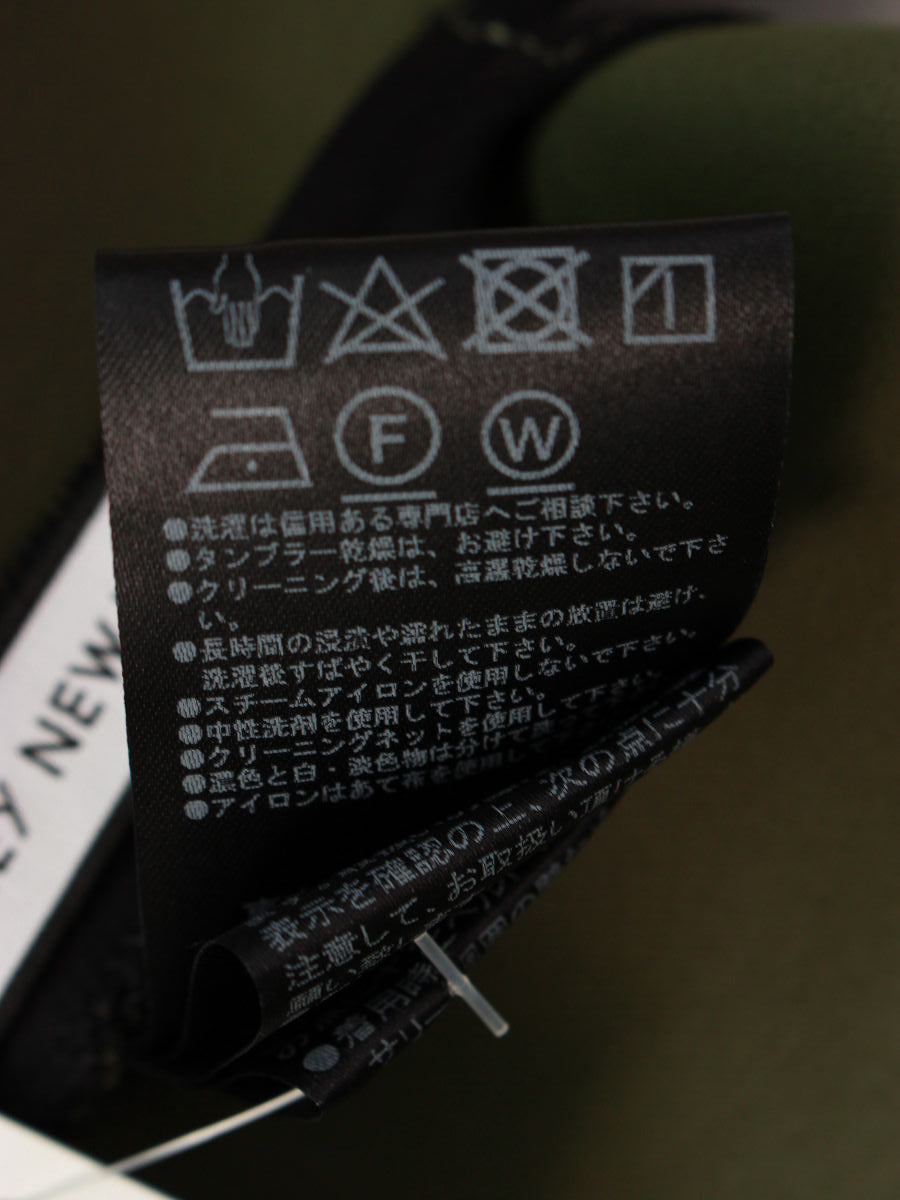 F W
●洗濯は信用ある専門店へご相談下さい。
●タンブラー乾燥は、お避け下さい。
●クリーニング後は、高温乾燥しないで下さ
い。
●長時間の浸漬や濡れたままの放置は避け、
洗濯後すばやく干して下さい。
●スチームアイロンを使用しないで下さい。
●中性洗剤を使用して下さい。
●クリーニングネットを使用して下さい。
●濃色と白・淡色物は分けて
●アイロンはあて布を使用し
表示を確認の上、次の点に十分
注意して、お取扱い
●着用時
NEW